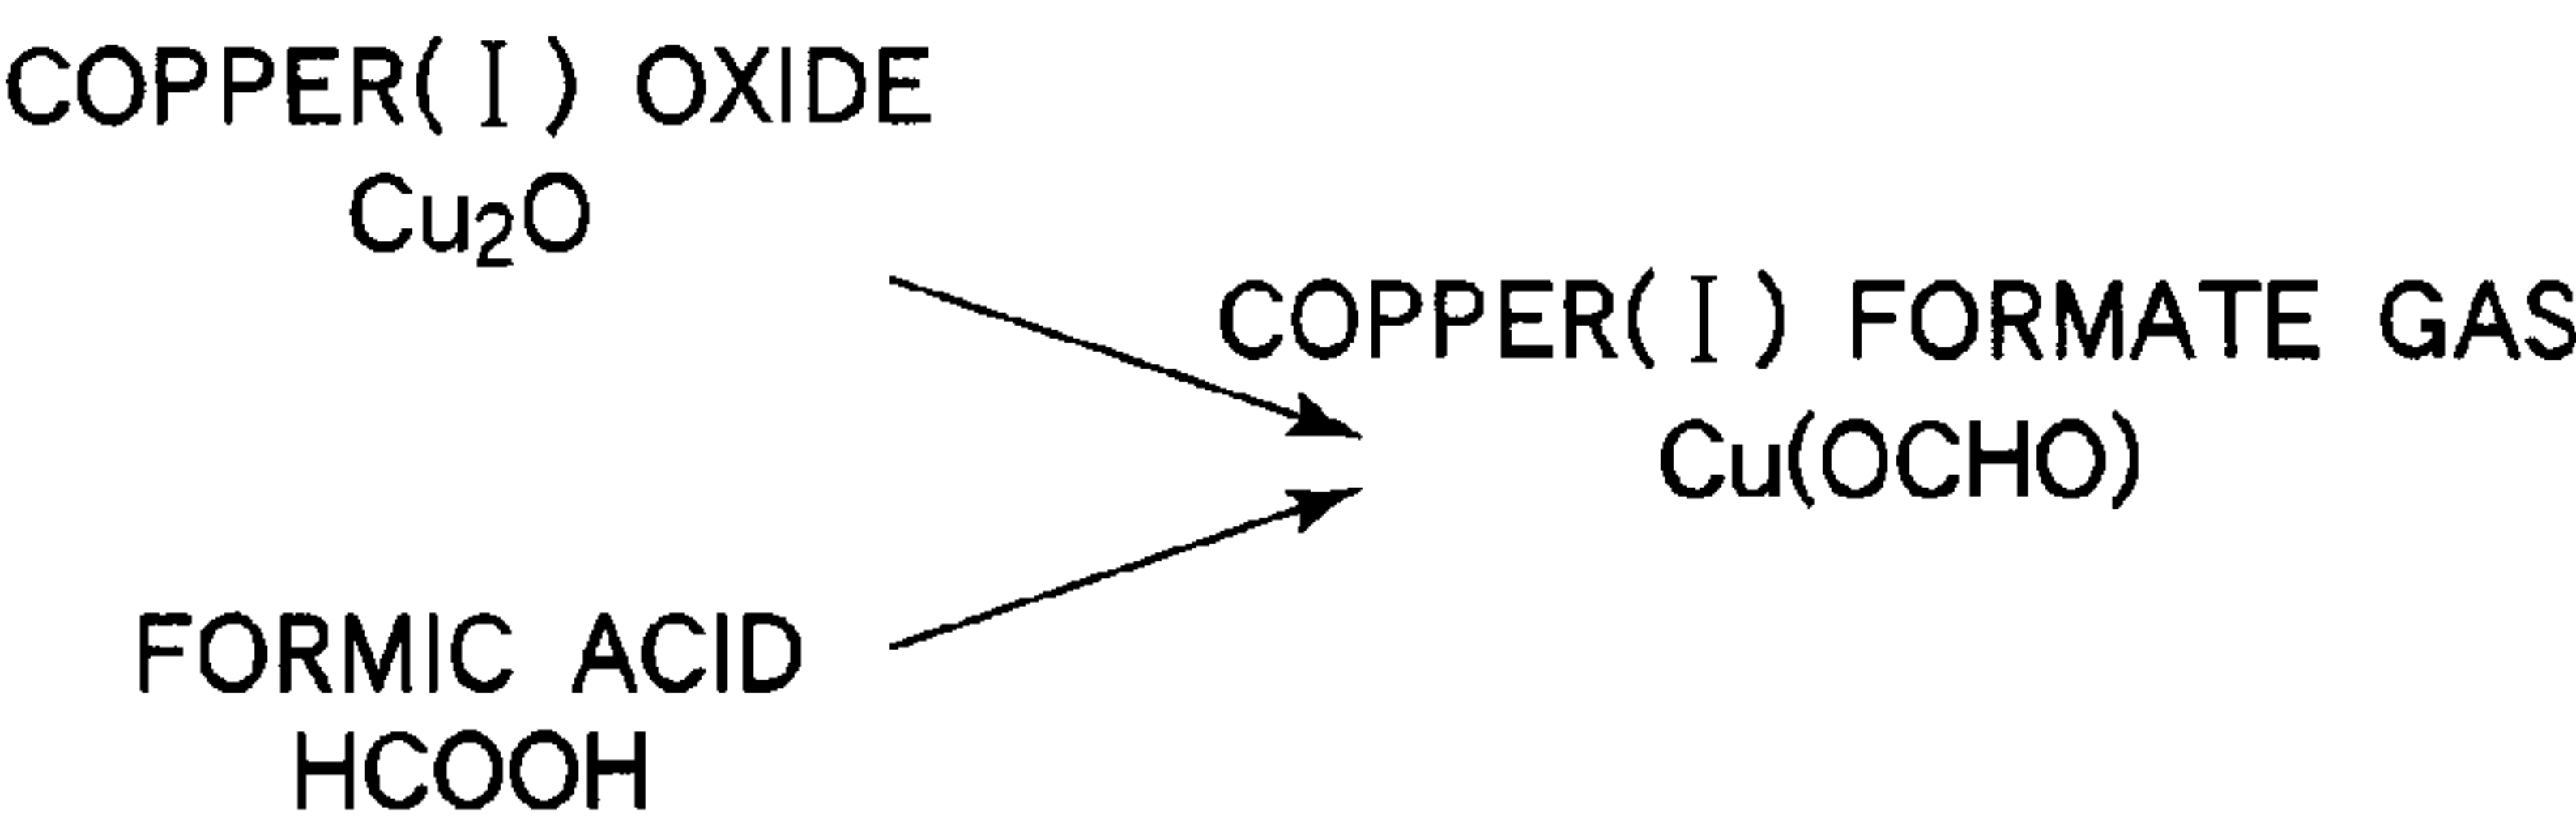 COPPER(I) OXIDE
Cu₂O
COPPER(I) FORMATE GAS
Cu(OCHO)
FORMIC ACID
HCOOH